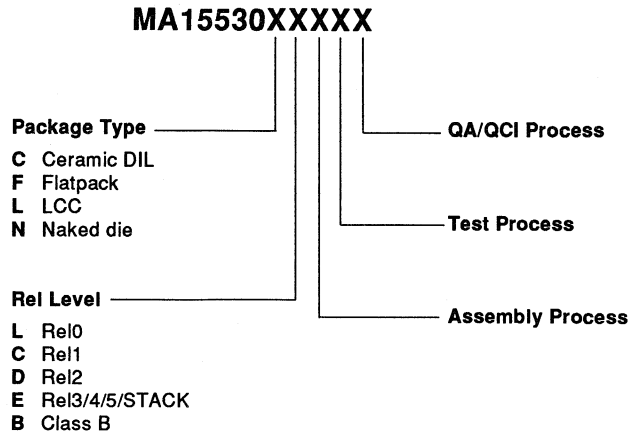 MA15530XXXXX
Package Type
C Ceramic DIL
F Flatpack
L LCC
N Naked die
Rel Level
L Rel0
C Rel1
D Rel2
E Rel3/4/5/STACK
B Class B
QA/QCI Process
Test Process
Assembly Process